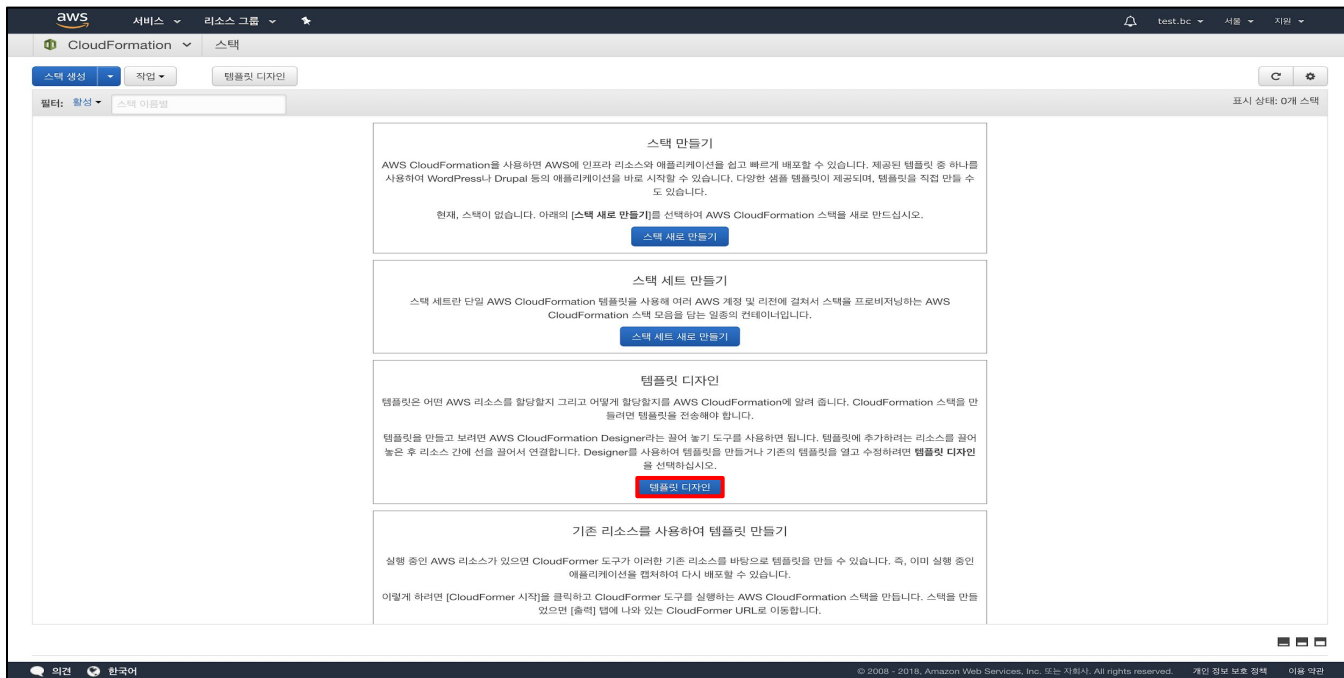 aws 서비스 리소스 그룹 test.bc 서울 지원
CloudFormation 스택
스택 생성 작업 템플릿 디자인
필터: 활성 스택 이름별 표시 상태: 0개 스택
스택 만들기
AWS CloudFormation을 사용하면 AWS에 인프라 리소스와 애플리케이션을 쉽고 빠르게 배포할 수 있습니다. 제공된 템플릿 중 하나를
사용하여 WordPress나 Drupal 등의 애플리케이션을 바로 시작할 수 있습니다. 다양한 샘플 템플릿이 제공되며, 템플릿을 직접 만들 수
도 있습니다.
현재, 스택이 없습니다. 아래의 [스택 새로 만들기]를 선택하여 AWS CloudFormation 스택을 새로 만드십시오.
스택 새로 만들기
스택 세트 만들기
스택 세트란 단일 AWS CloudFormation 템플릿을 사용해 여러 AWS 계정 및 리전에 걸쳐서 스택을 프로비저닝하는 AWS
CloudFormation 스택 모음을 담는 일종의 컨테이너입니다.
스택 세트 새로 만들기
템플릿 디자인
템플릿은 어떤 AWS 리소스를 할당할지 그리고 어떻게 할당할지를 AWS CloudFormation에 알려 줍니다. CloudFormation 스택을 만
들려면 템플릿을 전송해야 합니다.
템플릿을 만들고 보려면 AWS CloudFormation Designer라는 끌어 놓기 도구를 사용하면 됩니다. 템플릿에 추가하려는 리소스를 끌어
놓은 후 리소스 간에 선을 끌어서 연결합니다. Designer를 사용하여 템플릿을 만들거나 기존의 템플릿을 열고 수정하려면 템플릿 디자인
을 선택하십시오.
템플릿 디자인
기존 리소스를 사용하여 템플릿 만들기
실행 중인 AWS 리소스가 있으면 CloudFormer 도구가 이러한 기존 리소스를 바탕으로 템플릿을 만들 수 있습니다. 즉, 이미 실행 중인
애플리케이션을 캡처하여 다시 배포할 수 있습니다.
이렇게 하려면 [CloudFormer 시작]을 클릭하고 CloudFormer 도구를 실행하는 AWS CloudFormation 스택을 만듭니다. 스택을 만들
었으면 [출력] 탭에 나와 있는 CloudFormer URL로 이동합니다.
의견 한국어 © 2008 - 2018, Amazon Web Services, Inc. 또는 자회사. All rights reserved. 개인 정보 보호 정책 이용 약관